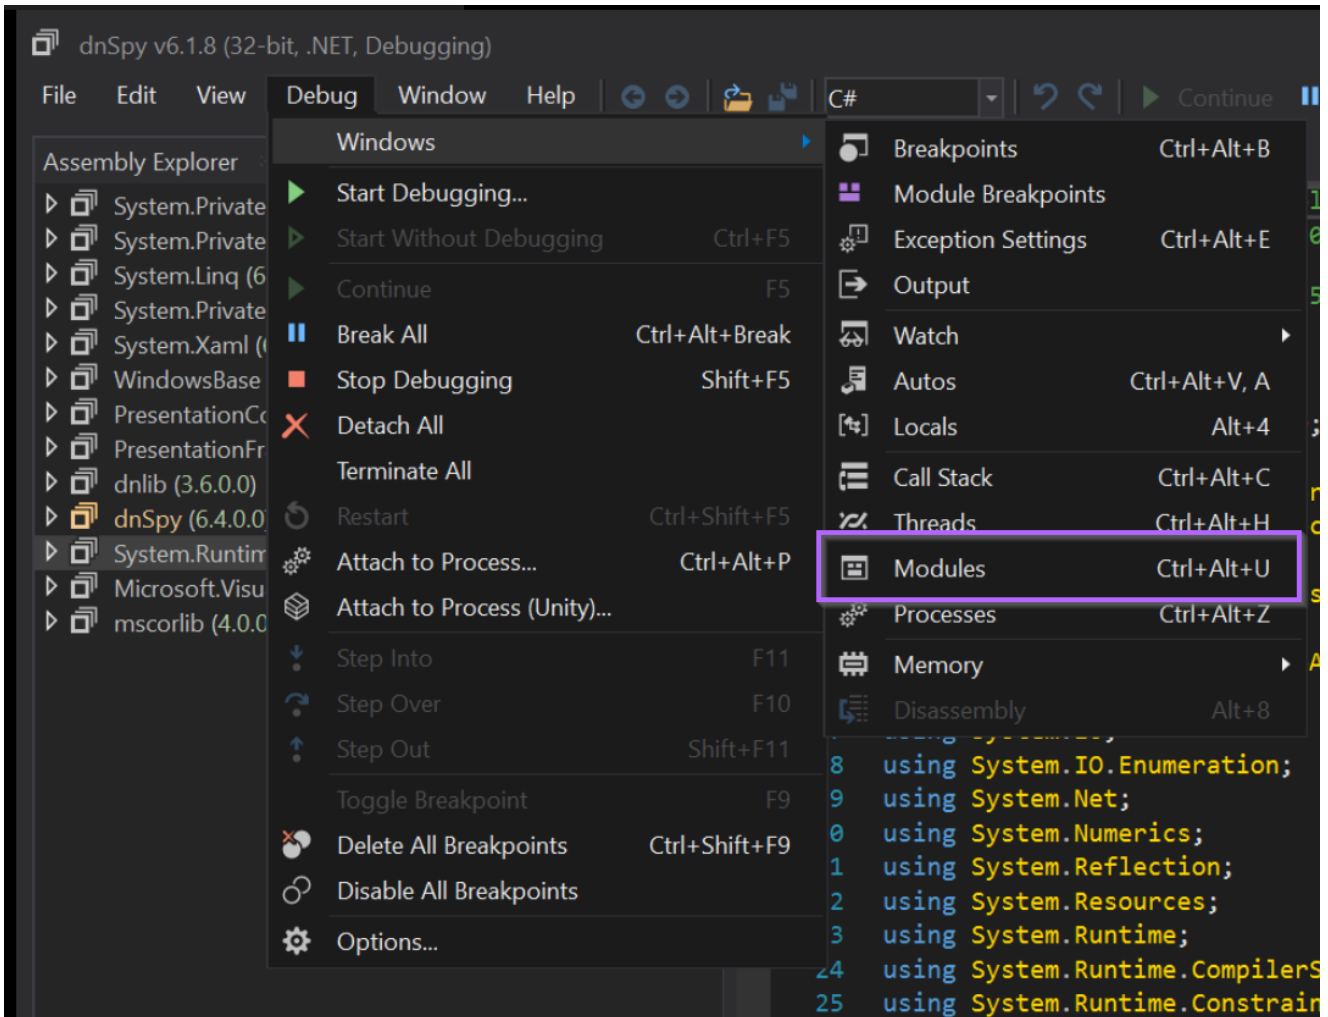 dnSpy v6.1.8 (32-bit, .NET, Debugging)
File Edit View Debug Window Help C# Continue
Assembly Explorer
System.Private
System.Private
System.Linq (6
System.Private
System.Xaml (
WindowsBase
PresentationCo
PresentationFr
dnlib (3.6.0.0)
dnSpy (6.4.0.0)
System.Runtim
Microsoft.Visu
mscorlib (4.0.0
Windows
Start Debugging...
Start Without Debugging Ctrl+F5
Continue F5
Break All Ctrl+Alt+Break
Stop Debugging Shift+F5
Detach All
Terminate All
Restart Ctrl+Shift+F5
Attach to Process... Ctrl+Alt+P
Attach to Process (Unity)...
Step Into F11
Step Over F10
Step Out Shift+F11
Toggle Breakpoint F9
Delete All Breakpoints Ctrl+Shift+F9
Disable All Breakpoints
Options...
Breakpoints Ctrl+Alt+B
Module Breakpoints
Exception Settings Ctrl+Alt+E
Output
Watch
Autos Ctrl+Alt+V, A
Locals Alt+4
Call Stack Ctrl+Alt+C
Threads Ctrl+Alt+H
Modules Ctrl+Alt+U
Processes Ctrl+Alt+Z
Memory
Disassembly Alt+8
8 using System.IO.Enumeration;
9 using System.Net;
0 using System.Numerics;
1 using System.Reflection;
2 using System.Resources;
3 using System.Runtime;
24 using System.Runtime.CompilerS
25 using System.Runtime.Constrain